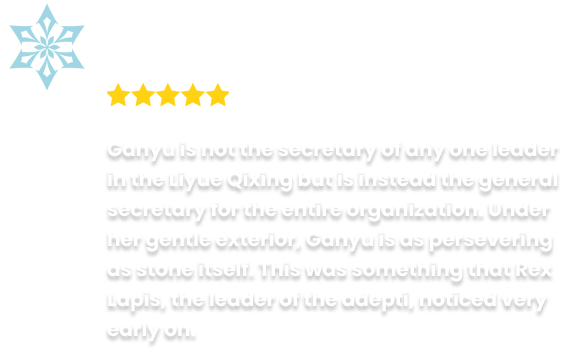 Ganyu is not the secretary of any one leader
in the Liyue Qixing but is instead the general
secretary for the entire organization. Under
her gentle exterior, Ganyu is as persevering
as stone itself. This was something that Rex
Lapis, the leader of the adepti, noticed very
early on.